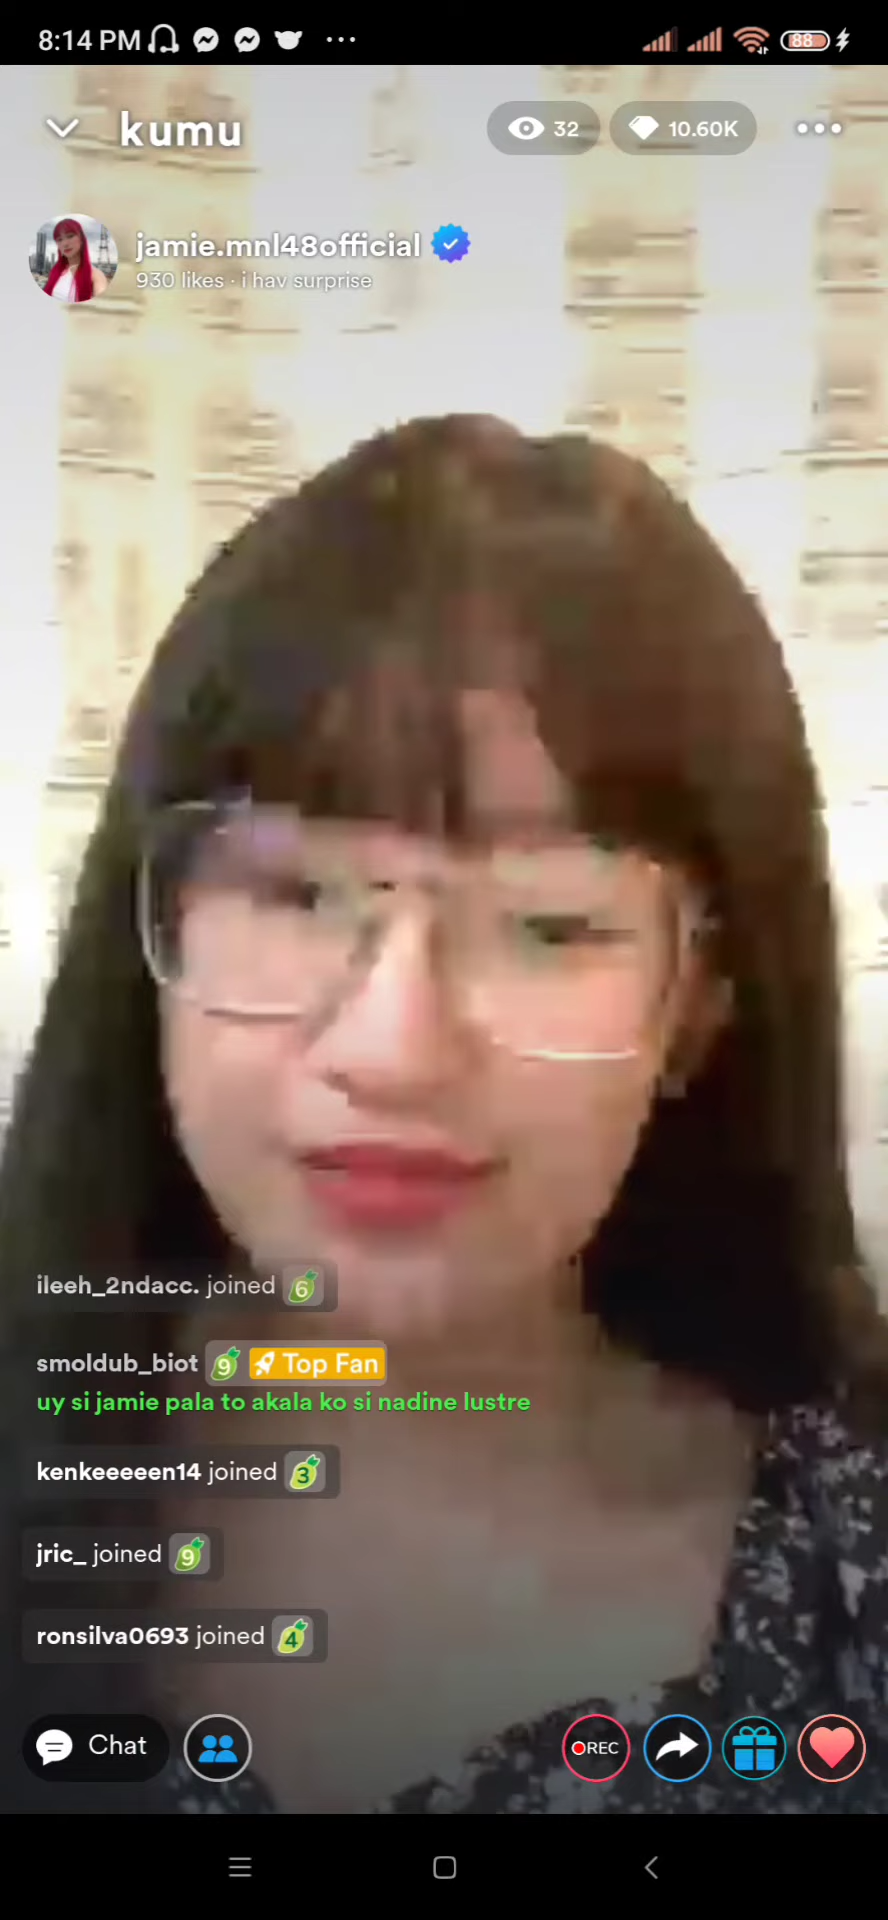 8:14 PM 88
kumu 32 10.60K
jamie.mnl48official
930 likes · i hav surprise
ileeh_2ndacc. joined 6
smoldub_biot 9 Top Fan
uy si jamie pala to akala ko si nadine lustre
kenkeeeeen14 joined 3
jric_ joined 9
ronsilva0693 joined 4
Chat REC